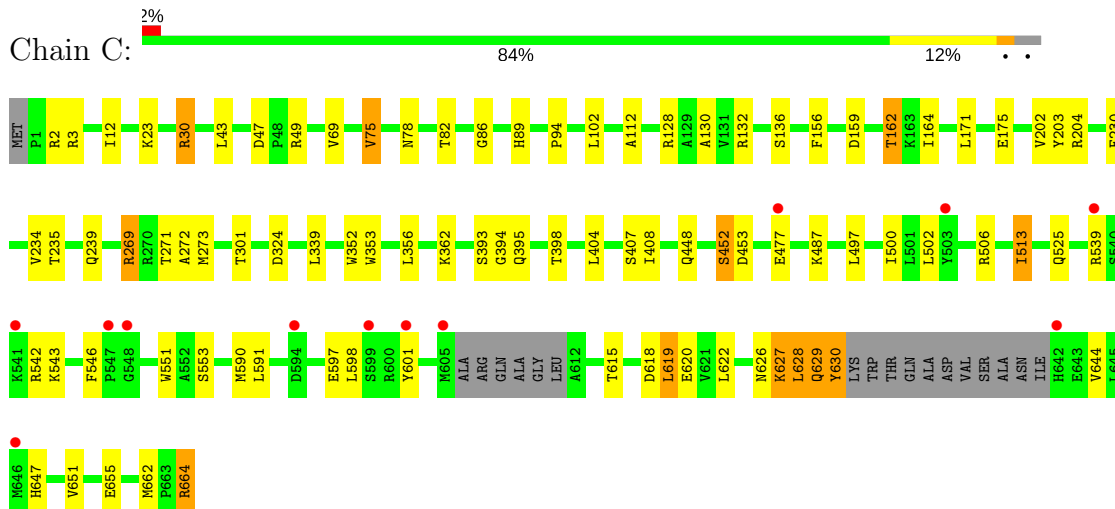 2%
Chain C:
84% 12% • •
MET P1 R2 R3 I12 K23 R30 L43 D47 P48 R49 V69 V75 N78 T82 G86 H89 P94 L102 A112 R128 A129 A130 V131 R132 S136 F156 D159 T162 K163 I164 L171 E175 V202 Y203 R204
V234 T235 Q239 R269 R270 T271 A272 M273 T301 D324 L339 W352 W353 L356 K362 S393 G394 Q395 T398 L404 S407 I408 Q448 S452 D453 E477 K487 L497 I500 L501 L502 Y503 R506 I513 Q525 R539 S540
K541 R542 K543 F546 P547 G548 W551 A552 S553 M590 L591 D594 E597 L598 S599 R600 Y601 M605 ALA ARG GLN ALA GLY LEU A612 T615 D618 L619 E620 V621 L622 N626 K627 L628 Q629 Y630 LYS TRP THR GLN ALA ASP VAL SER ALA ASN ILE H642 E643 V644 L645
M646 H647 V651 E655 M662 P663 R664